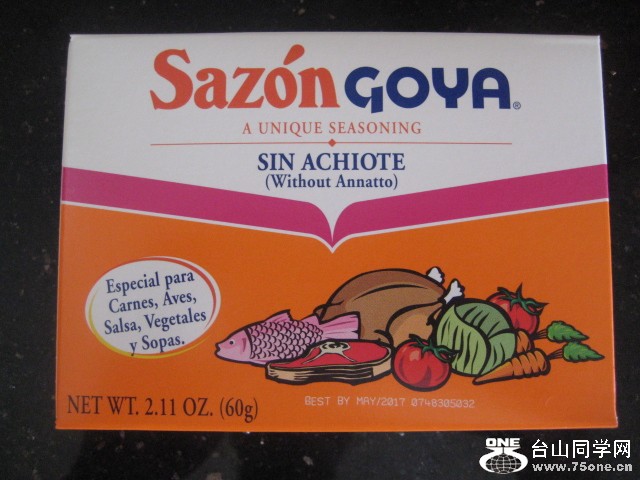 Sazón GOYA®
A UNIQUE SEASONING
SIN ACHIOTE
(Without Annatto)
Especial para
Carnes, Aves,
Salsa, Vegetales
y Sopas.
BEST BY MAY/2017 0748305032
NET WT. 2.11 OZ. (60g)
ONE 台山同学网
www.75one.cn